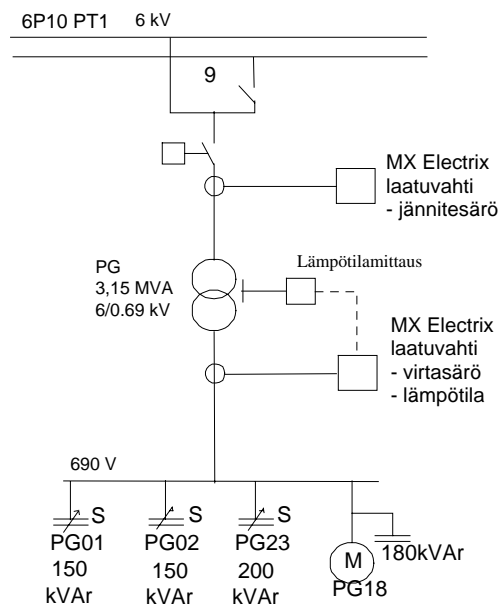 6P10 PT1 6 kV
9
MX Electrix
laatuvahti
- jännitesärö
PG
3,15 MVA
6/0.69 kV
Lämpötilamittaus
MX Electrix
laatuvahti
- virtasärö
- lämpötila
690 V
S
PG01
150
kVAr
S
PG02
150
kVAr
S
PG23
200
kVAr
M
PG18
180kVAr